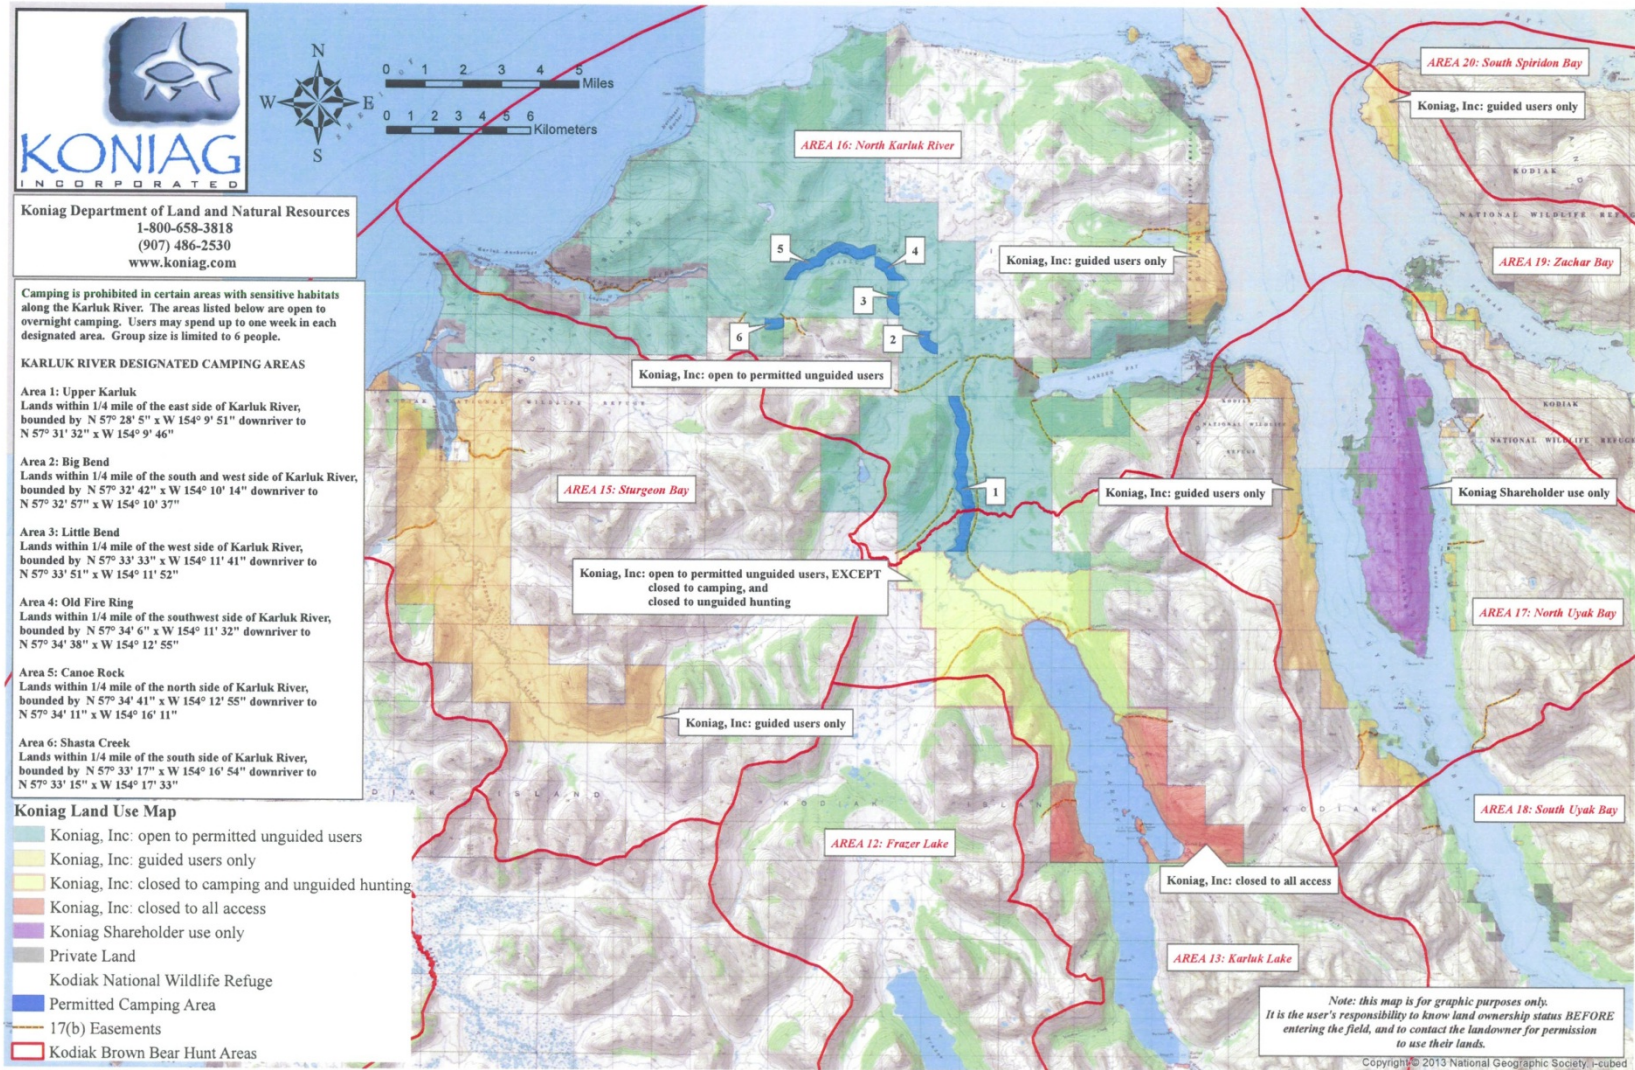 KONIAG
INCORPORATED
N
W E
S
0 1 2 3 4 5
Miles
0 1 2 3 4 5 6
Kilometers
Koniag Department of Land and Natural Resources
1-800-658-3818
(907) 486-2530
www.koniag.com
Camping is prohibited in certain areas with sensitive habitats
along the Karluk River. The areas listed below are open to
overnight camping. Users may spend up to one week in each
designated area. Group size is limited to 6 people.
KARLUK RIVER DESIGNATED CAMPING AREAS
Area 1: Upper Karluk
Lands within 1/4 mile of the east side of Karluk River,
bounded by N 57° 28' 5" x W 154° 9' 51" downriver to
N 57° 31' 32" x W 154° 9' 46"
Area 2: Big Bend
Lands within 1/4 mile of the south and west side of Karluk River,
bounded by N 57° 32' 42" x W 154° 10' 14" downriver to
N 57° 32' 57" x W 154° 10' 37"
Area 3: Little Bend
Lands within 1/4 mile of the west side of Karluk River,
bounded by N 57° 33' 33" x W 154° 11' 41" downriver to
N 57° 33' 51" x W 154° 11' 52"
Area 4: Old Fire Ring
Lands within 1/4 mile of the southwest side of Karluk River,
bounded by N 57° 34' 6" x W 154° 11' 32" downriver to
N 57° 34' 38" x W 154° 12' 55"
Area 5: Canoe Rock
Lands within 1/4 mile of the north side of Karluk River,
bounded by N 57° 34' 41" x W 154° 12' 55" downriver to
N 57° 34' 11" x W 154° 16' 11"
Area 6: Shasta Creek
Lands within 1/4 mile of the south side of Karluk River,
bounded by N 57° 33' 17" x W 154° 16' 54" downriver to
N 57° 33' 15" x W 154° 17' 33"
Koniag Land Use Map
Koniag, Inc: open to permitted unguided users
Koniag, Inc: guided users only
Koniag, Inc: closed to camping and unguided hunting
Koniag, Inc: closed to all access
Koniag Shareholder use only
Private Land
Kodiak National Wildlife Refuge
Permitted Camping Area
17(b) Easements
Kodiak Brown Bear Hunt Areas
AREA 20: South Spiridon Bay
Koniag, Inc: guided users only
AREA 16: North Karluk River
KODIAK
NATIONAL WILDLIFE REFUGE
5
4
Koniag, Inc: guided users only
AREA 19: Zachar Bay
3
6
2
Koniag, Inc: open to permitted unguided users
LARSEN BAY
KODIAK
NATIONAL WILDLIFE
REFUGE
KODIAK
NATIONAL WILDLIFE REFUGE
AREA 15: Sturgeon Bay
1
Koniag, Inc: guided users only
Koniag Shareholder use only
Koniag, Inc: open to permitted unguided users, EXCEPT
closed to camping, and
closed to unguided hunting
AREA 17: North Uyak Bay
Koniag, Inc: guided users only
ISLAND
KODIAK
KODIAK
AREA 18: South Uyak Bay
AREA 12: Frazer Lake
Koniag, Inc: closed to all access
AREA 13: Karluk Lake
Note: this map is for graphic purposes only.
It is the user's responsibility to know land ownership status BEFORE
entering the field, and to contact the landowner for permission
to use their lands.
Copyright © 2013 National Geographic Society, i-cubed